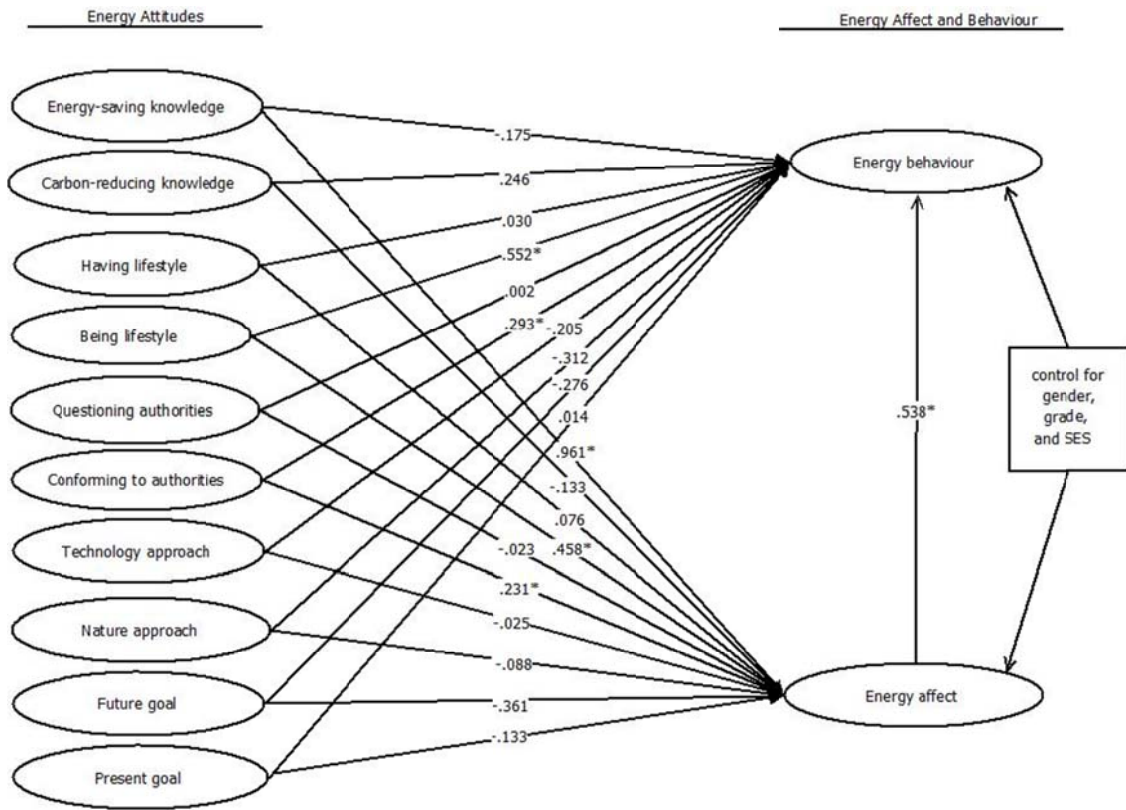 Energy Attitudes
Energy Affect and Behaviour
Energy-saving knowledge
Carbon-reducing knowledge
Having lifestyle
Being lifestyle
Questioning authorities
Conforming to authorities
Technology approach
Nature approach
Future goal
Present goal
-.175
.246
.030
.552*
.002
.293*
-.205
-.312
-.276
.014
.961*
-.133
.076
.458*
-.023
.231*
-.025
-.088
-.361
-.133
Energy behaviour
.538*
Energy affect
control for
gender,
grade,
and SES